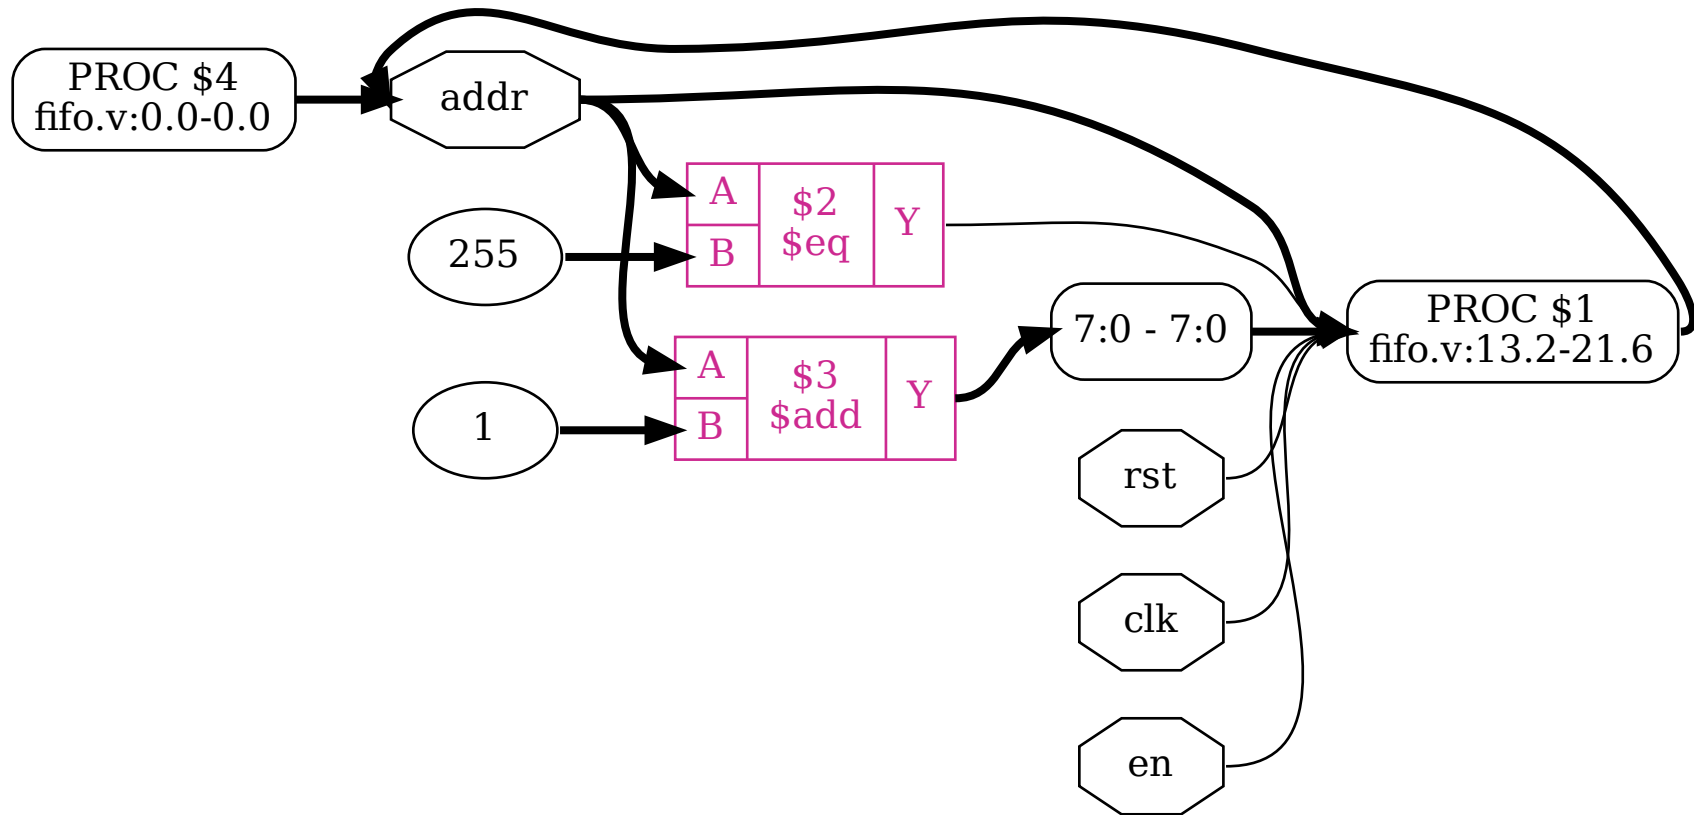 PROC $4
fifo.v:0.0-0.0
addr
A
B
$2
$eq
Y
255
A
B
$3
$add
Y
1
7:0 - 7:0
PROC $1
fifo.v:13.2-21.6
rst
clk
en